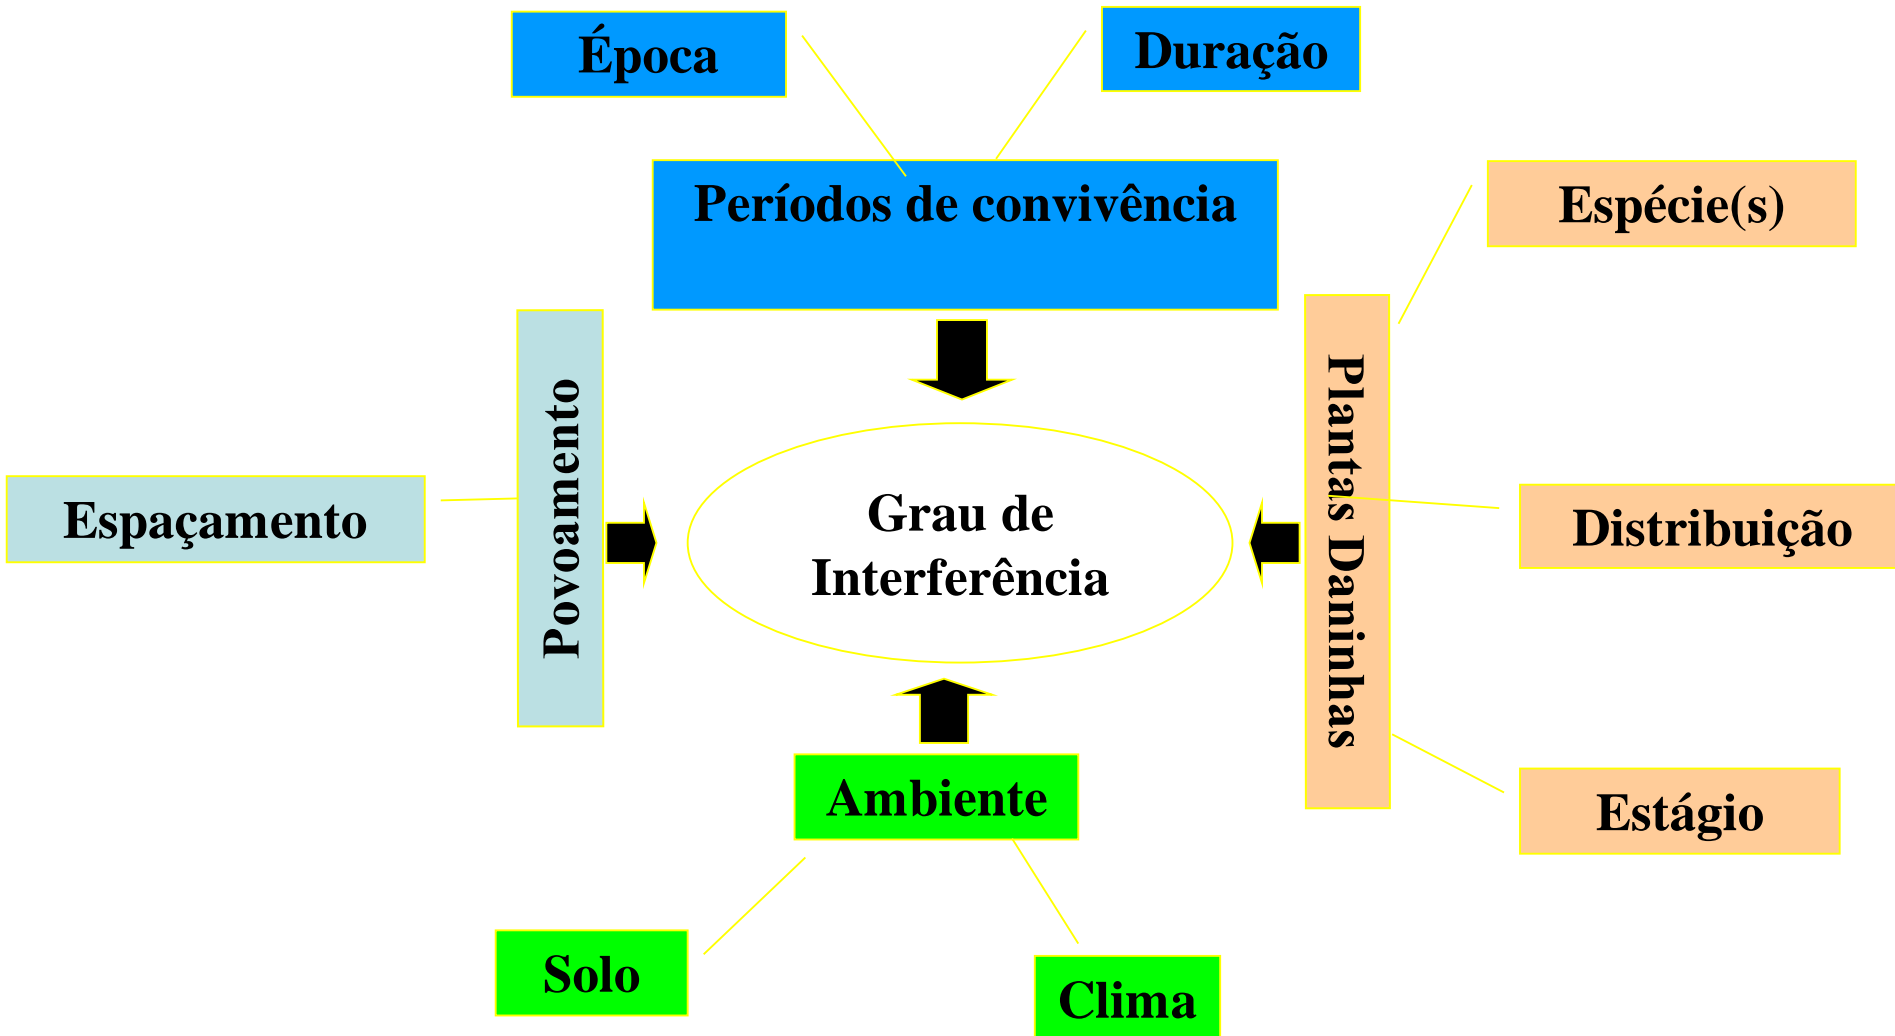 Época
Duração
Períodos de convivência
Espécie(s)
Povoamento
Plantas Daninhas
Espaçamento
Grau de
Interferência
Distribuição
Ambiente
Estágio
Solo
Clima